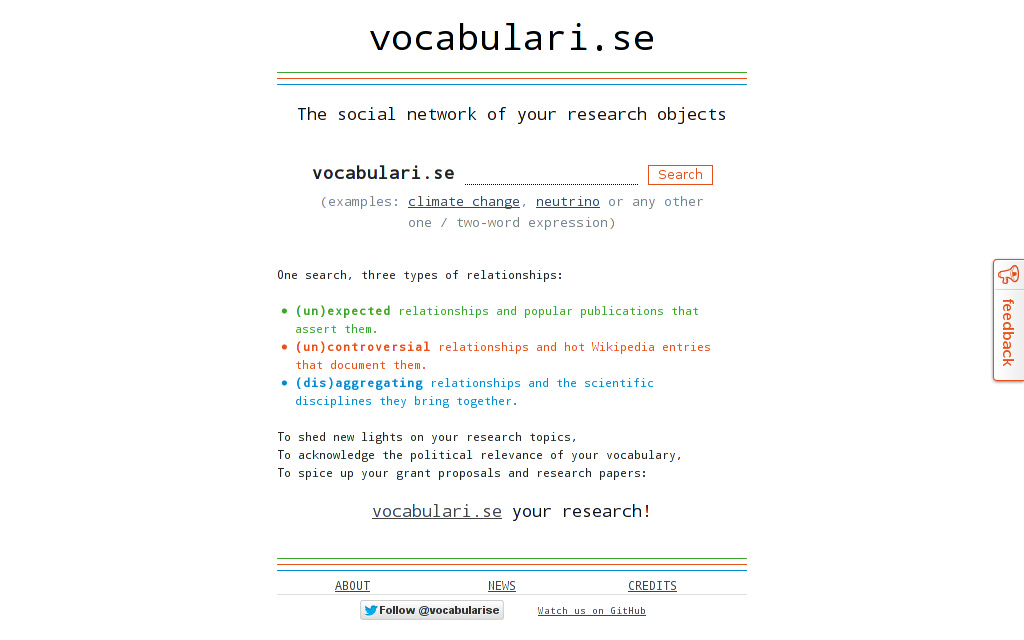 vocabulari.se
The social network of your research objects
vocabulari.se Search
(examples: climate change, neutrino or any other
one / two-word expression)
One search, three types of relationships:
(un)expected relationships and popular publications that
assert them.
(un)controversial relationships and hot Wikipedia entries
that document them.
(dis)aggregating relationships and the scientific
disciplines they bring together.
feedback
To shed new lights on your research topics,
To acknowledge the political relevance of your vocabulary,
To spice up your grant proposals and research papers:
vocabulari.se your research!
ABOUT NEWS CREDITS
Follow @vocabularise Watch us on GitHub